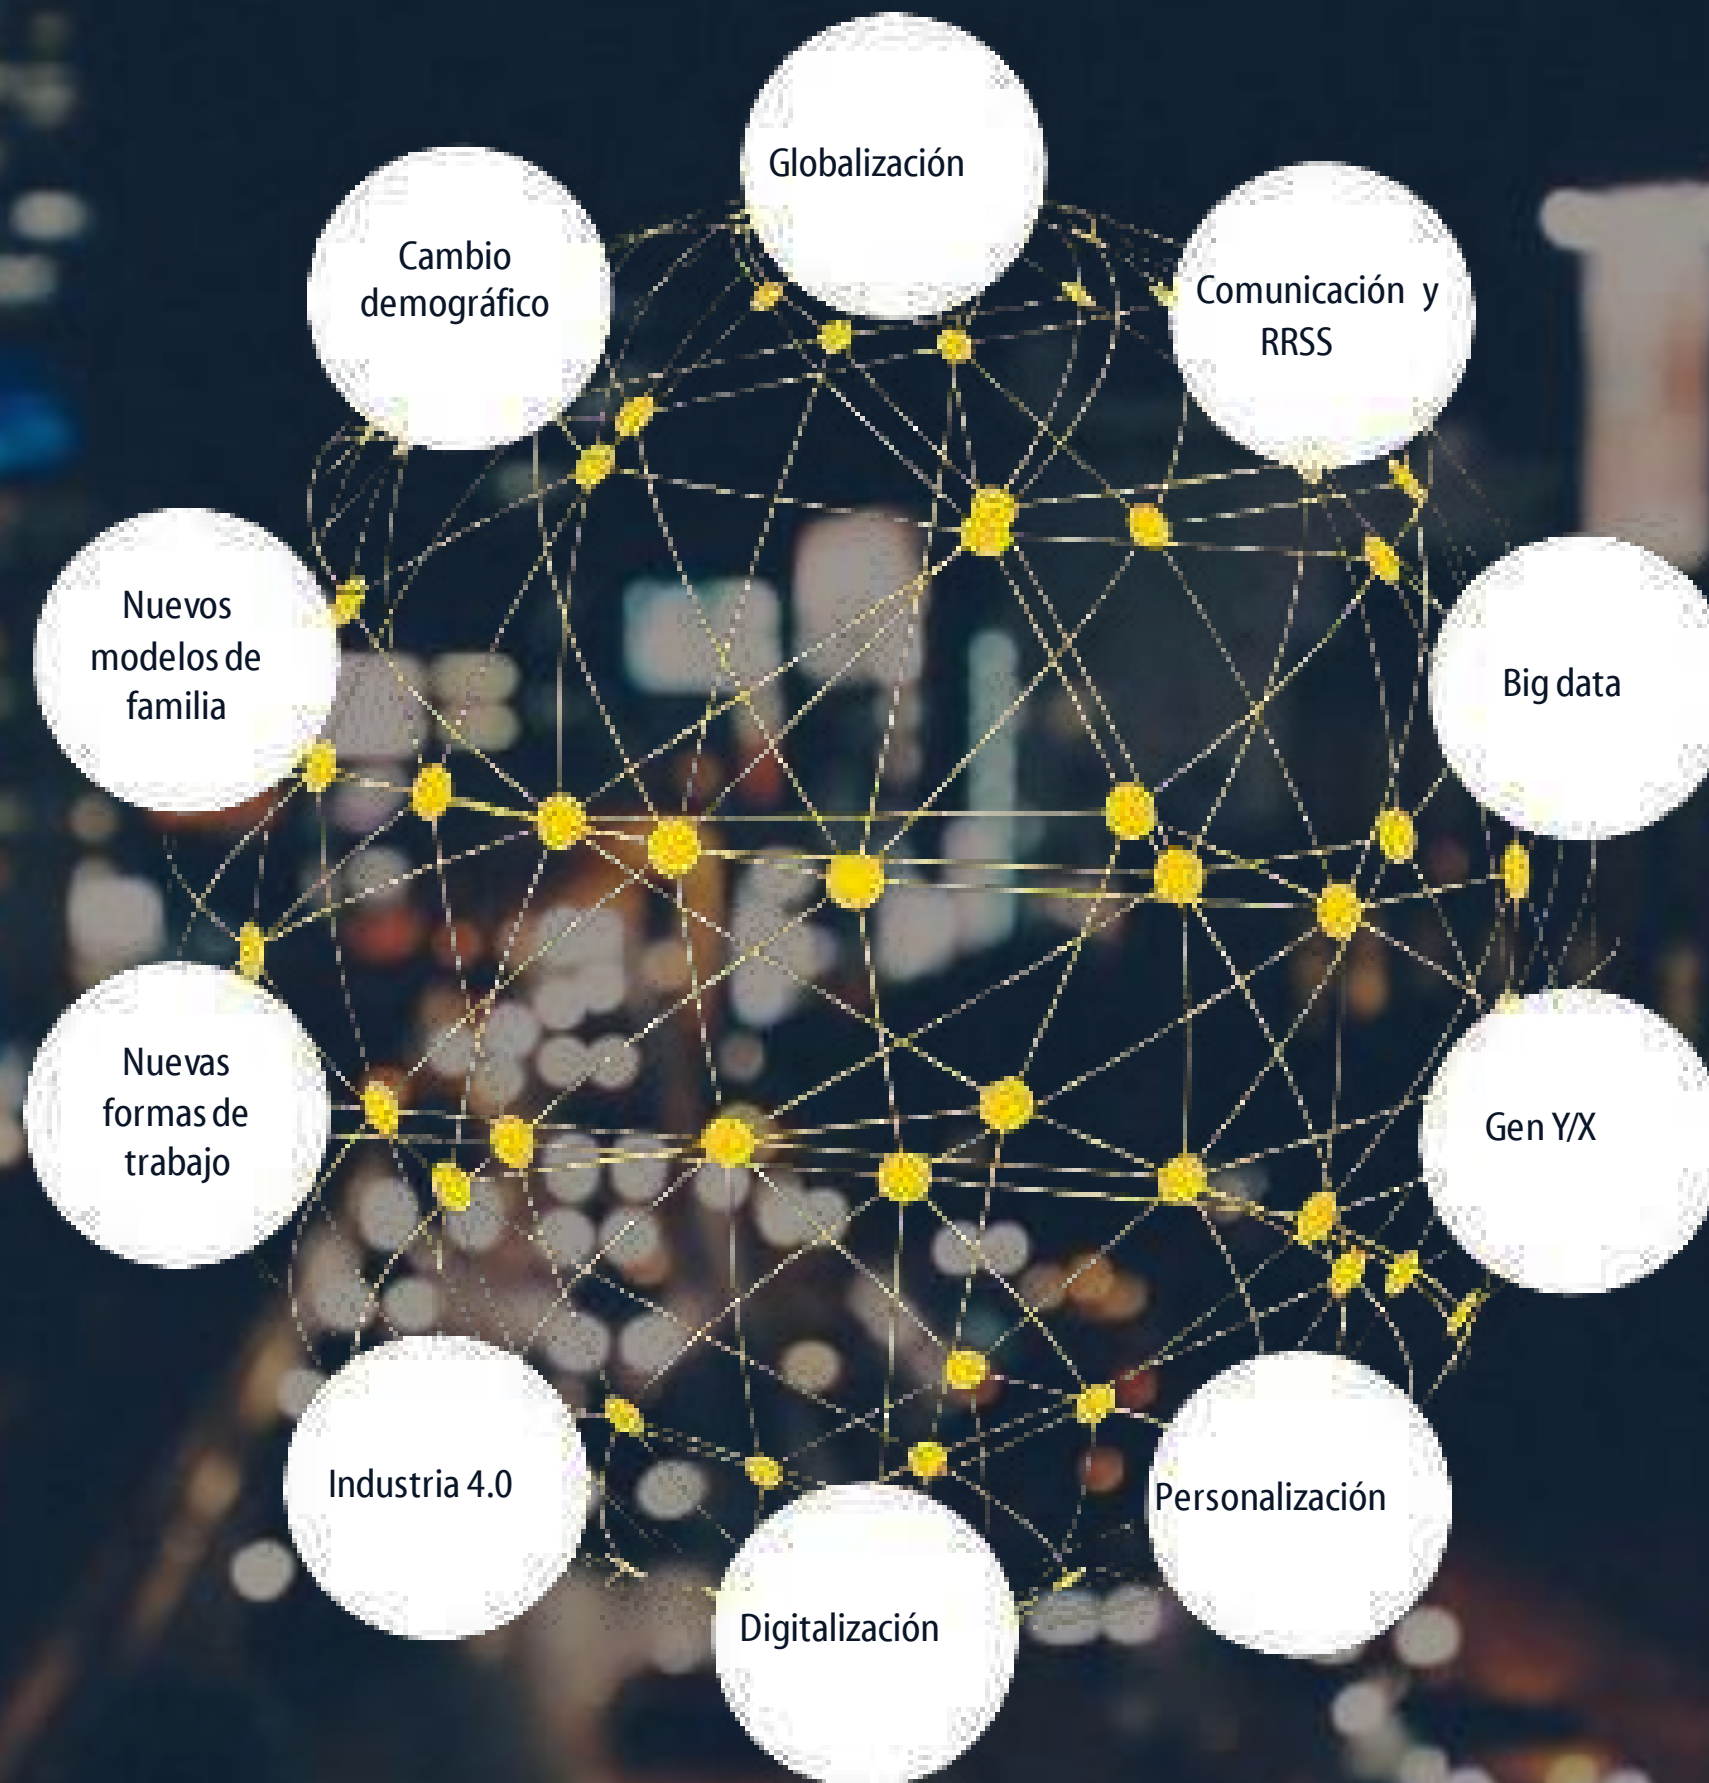 Globalización
Cambio
demográfico
Comunicación y
RRSS
Nuevos
modelos de
familia
Big data
Nuevas
formas de
trabajo
Gen Y/X
Industria 4.0
Personalización
Digitalización